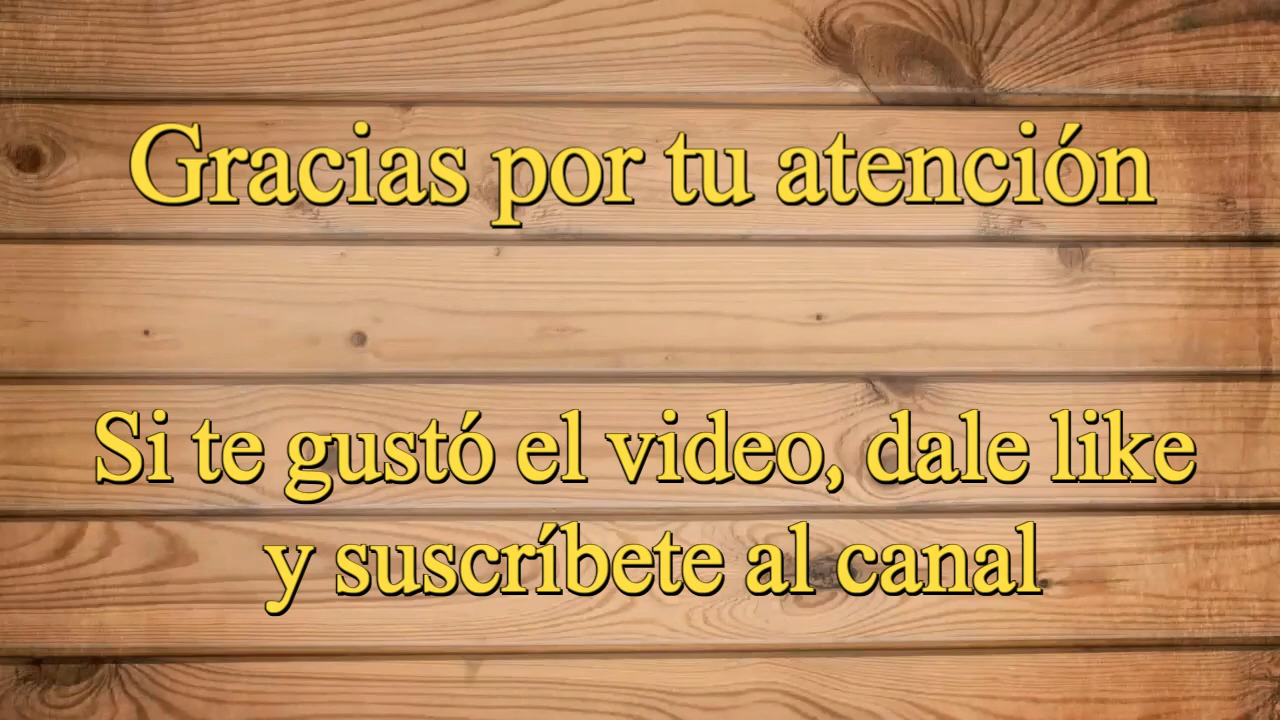 Gracias por tu atención
Si te gustó el video, dale like
y suscríbete al canal